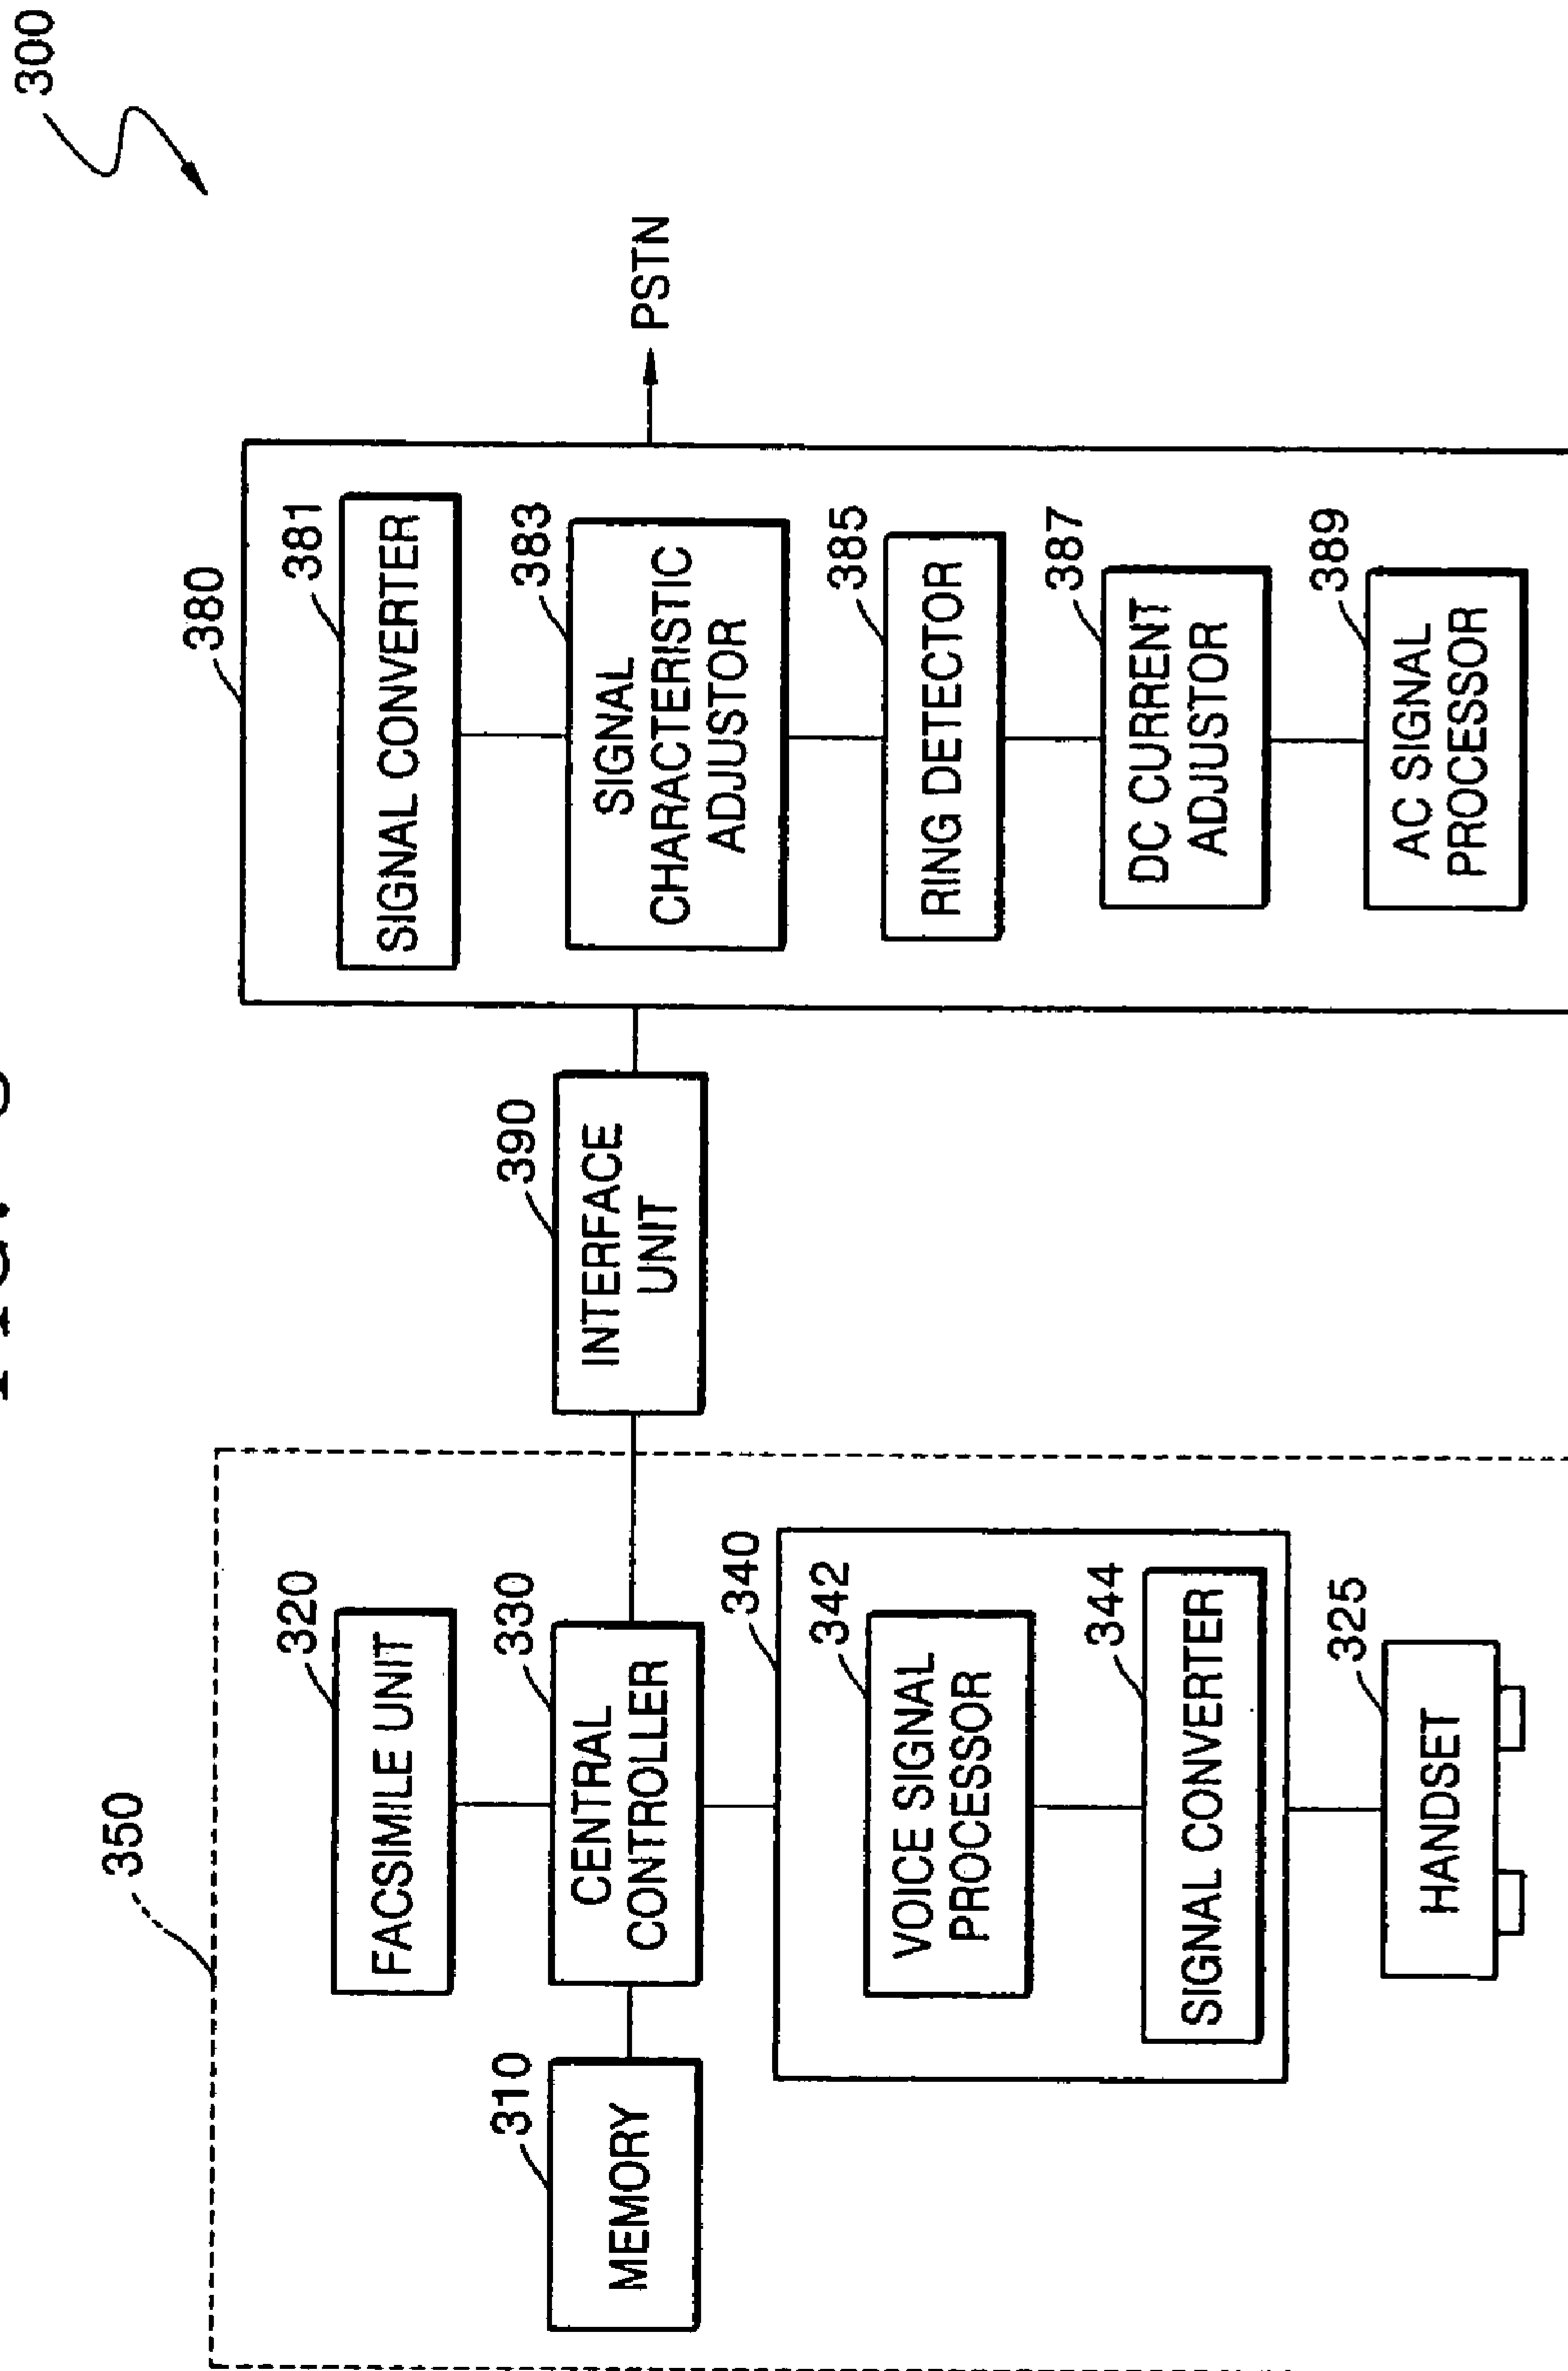 300
350
320
FACSIMILE UNIT
310
MEMORY
330
CENTRAL
CONTROLLER
340
342
VOICE SIGNAL
PROCESSOR
344
SIGNAL CONVERTER
325
HANDSET
390
INTERFACE
UNIT
380
381
SIGNAL CONVERTER
383
SIGNAL
CHARACTERISTIC
ADJUSTOR
385
RING DETECTOR
387
DC CURRENT
ADJUSTOR
389
AC SIGNAL
PROCESSOR
PSTN